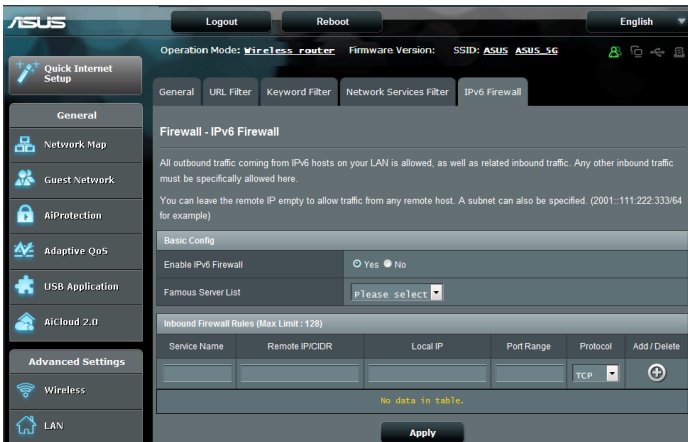 ASUS
Logout
Reboot
English
Operation Mode: Wireless router Firmware Version: SSID: ASUS ASUS_5G
Quick Internet
Setup
General
Network Map
Guest Network
AiProtection
Adaptive QoS
USB Application
AiCloud 2.0
Advanced Settings
Wireless
LAN
General
URL Filter
Keyword Filter
Network Services Filter
IPv6 Firewall
Firewall - IPv6 Firewall
All outbound traffic coming from IPv6 hosts on your LAN is allowed, as well as related inbound traffic. Any other inbound traffic
must be specifically allowed here.
You can leave the remote IP empty to allow traffic from any remote host. A subnet can also be specified. (2001::111:222:333/64
for example)
Basic Config
Enable IPv6 Firewall Yes No
Famous Server List Please select
Inbound Firewall Rules (Max Limit : 128)
Service Name Remote IP/CIDR Local IP Port Range Protocol Add / Delete
TCP
No data in table.
Apply